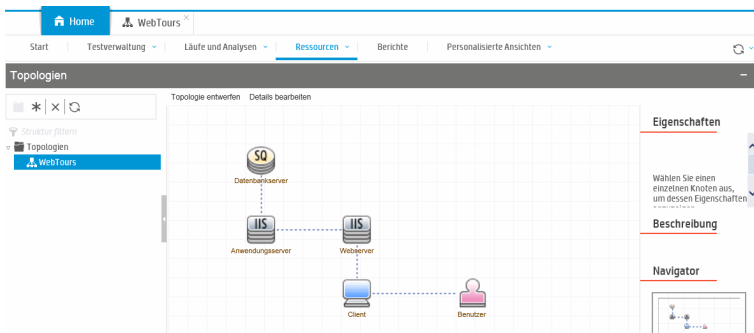 Home
WebTours
Start Testverwaltung Läufe und Analysen Ressourcen Berichte Personalisierte Ansichten
Topologien
Topologie entwerfen Details bearbeiten
Struktur filtern
Topologien
WebTours
SQ
Datenbankserver
IIS
Anwendungsserver
IIS
Webserver
Client
Benutzer
Eigenschaften
Wählen Sie einen
einzelnen Knoten aus,
um dessen Eigenschaften
Beschreibung
Navigator